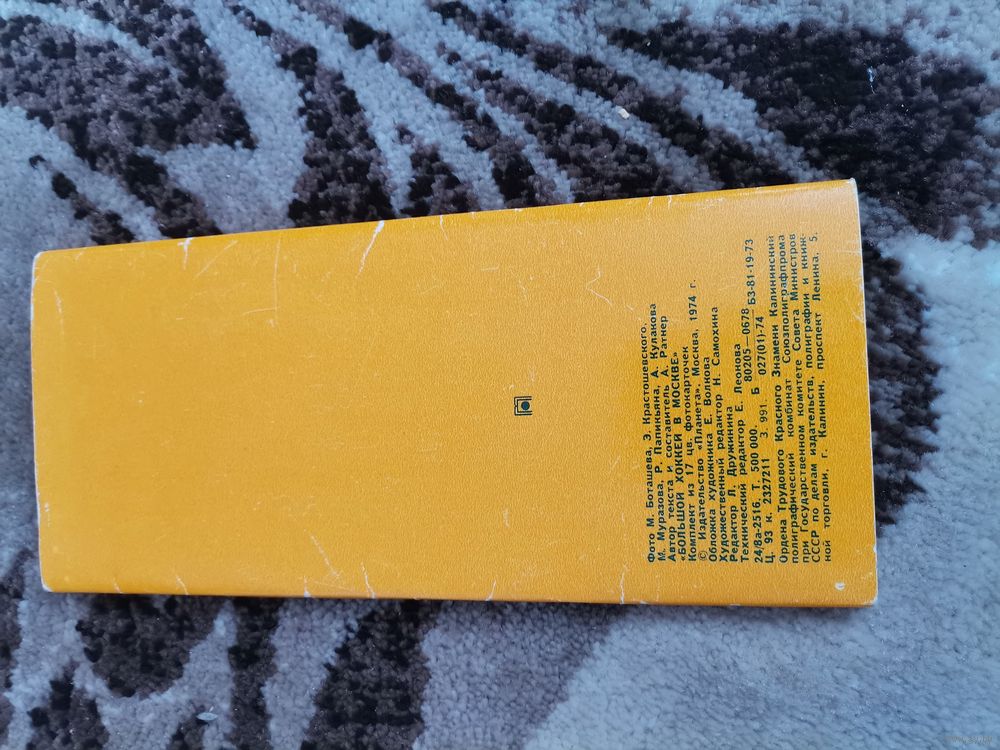 Фото М. Боташева, Э. Крастошевского,
М. Муразова, Р. Папикьяна, А. Кулакова
Автор текста и составитель А. Ратнер
«БОЛЬШОЙ ХОККЕЙ В МОСКВЕ»
Комплект из 17 цв. фотокарточек
© Издательство «Планета», Москва, 1974 г.
Обложка художника Е. Волкова
Художественный редактор Н. Самохина
Редактор Л. Дружинина
Технический редактор Е. Леонова
24/8а-2516, Т. 500 000. Б 80205—0678 027(01)-74 БЗ-81-19-73
Ц. 93 к. 2327211 З. 991.
Ордена Трудового Красного Знамени Калининский
полиграфический комбинат Союзполиграфпрома
при Государственном комитете Совета Министров
СССР по делам издательств, полиграфии и книж-
ной торговли, г. Калинин, проспект Ленина, 5.